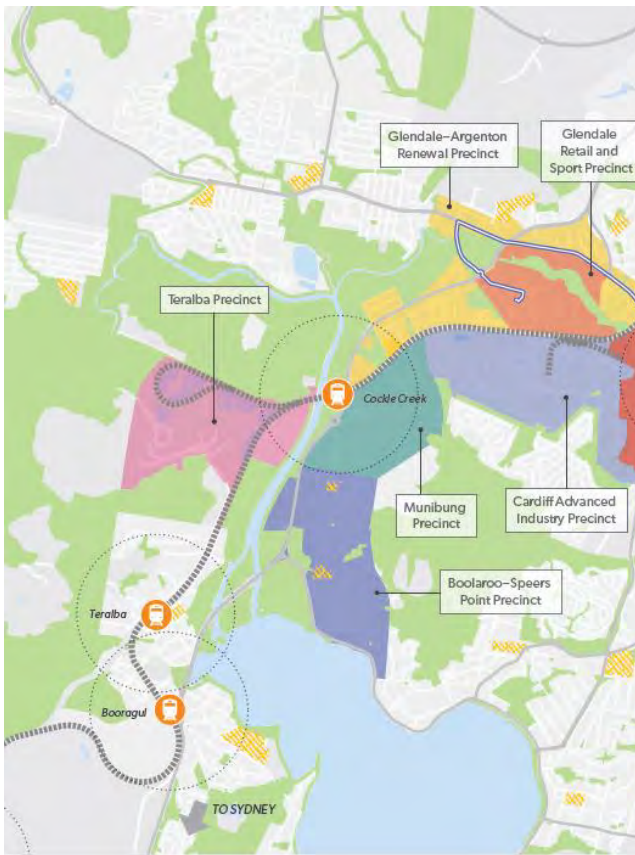 Glendale–Argenton
Renewal Precinct
Glendale
Retail and
Sport Precinct
Teralba Precinct
Cockle Creek
Munibung
Precinct
Cardiff Advanced
Industry Precinct
Boolaroo–Speers
Point Precinct
Teralba
Booragul
TO SYDNEY